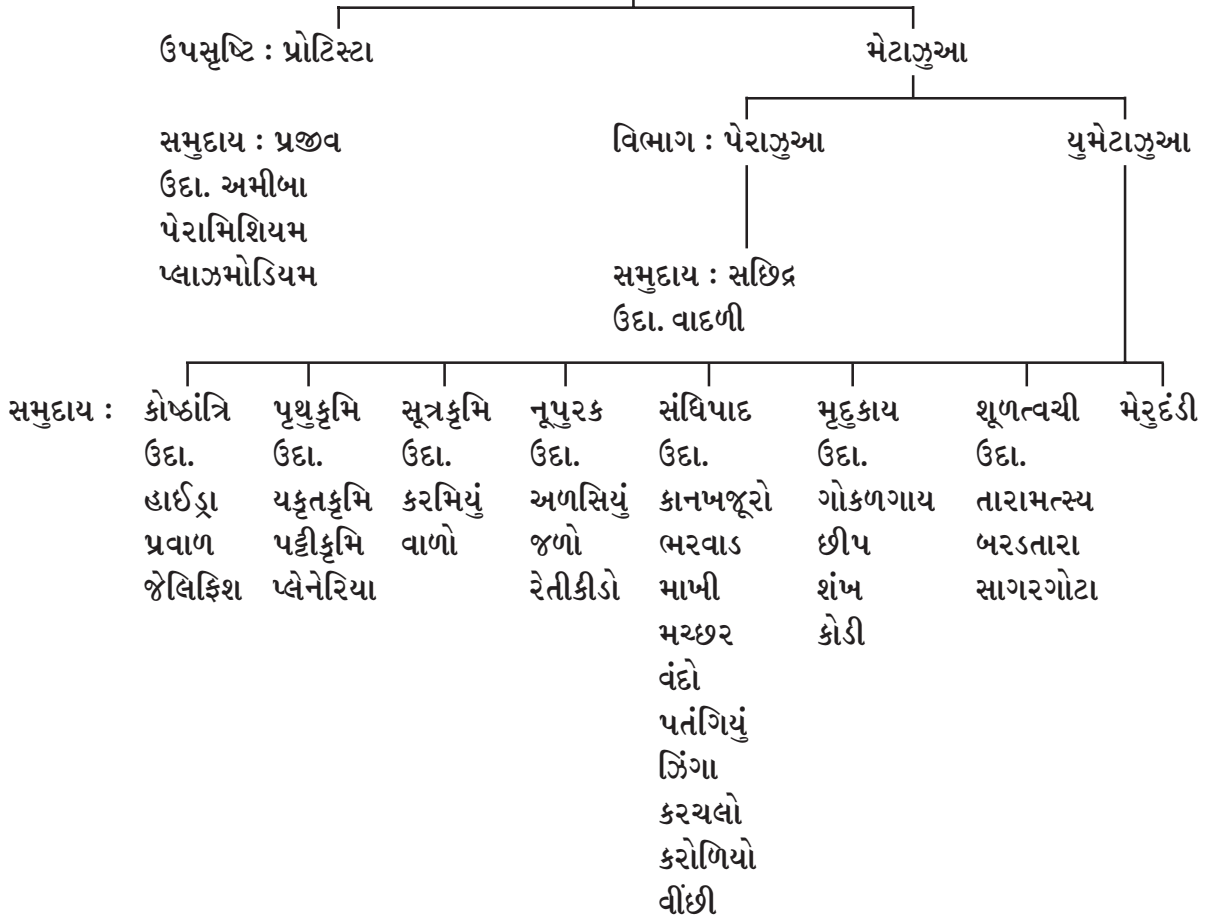 ઉપસૃષ્ટિ : પ્રોટિસ્ટા મેટાઝુઆ
સમુદાય : પ્રજીવ વિભાગ : પેરાઝુઆ યુમેટાઝુઆ
ઉદા. અમીબા
પેરામિશિયમ
પ્લાઝમોડિયમ સમુદાય : સછિદ્ર
ઉદા. વાદળી
સમુદાય : કોષ્ઠાંત્રિ પૃથુકૃમિ સૂત્રકૃમિ નૂપુરક સંધિપાદ મૃદુકાય શૂળત્વચી મેરુદંડી
ઉદા. ઉદા. ઉદા. ઉદા. ઉદા. ઉદા. ઉદા.
હાઈડ્રા યકૃતકૃમિ કરમિયું અળસિયું કાનખજૂરો ગોકળગાય તારામત્સ્ય
પ્રવાળ પટ્ટીકૃમિ વાળો જળો ભરવાડ છીપ બરડતારા
જેલિફિશ પ્લેનેરિયા રેતીકીડો માખી શંખ સાગરગોટા
મચ્છર કોડી
વંદો
પતંગિયું
ઝિંગા
કરચલો
કરોળિયો
વીંછી